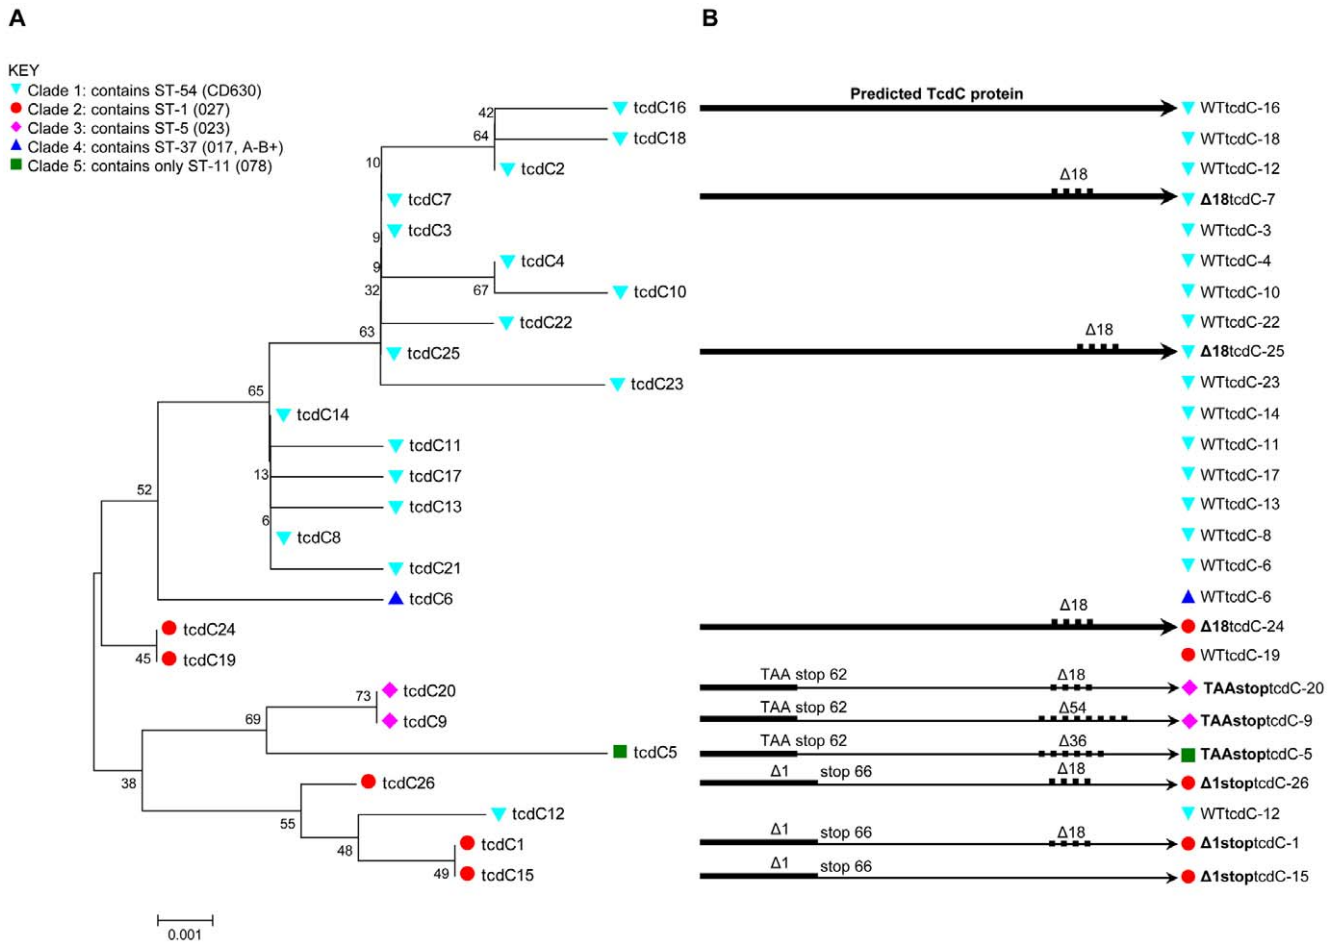 A
B
KEY
Clade 1: contains ST-54 (CD630)
Clade 2: contains ST-1 (027)
Clade 3: contains ST-5 (023)
Clade 4: contains ST-37 (017, A-B+)
Clade 5: contains only ST-11 (078)
Predicted TcdC protein
42
tcdC16
WTtcdC-16
64
tcdC18
WTtcdC-18
10
tcdC2
WTtcdC-12
Δ18
tcdC7
Δ18tcdC-7
9
tcdC3
WTtcdC-3
9
tcdC4
WTtcdC-4
32
67
tcdC10
WTtcdC-10
63
tcdC22
WTtcdC-22
Δ18
tcdC25
Δ18tcdC-25
tcdC23
WTtcdC-23
65
tcdC14
WTtcdC-14
tcdC11
WTtcdC-11
13
tcdC17
WTtcdC-17
52
tcdC13
WTtcdC-13
6
tcdC8
WTtcdC-8
tcdC21
WTtcdC-6
tcdC6
WTtcdC-6
Δ18
tcdC24
Δ18tcdC-24
45
tcdC19
WTtcdC-19
TAA stop 62
Δ18
73
tcdC20
TAAstoptcdC-20
TAA stop 62
Δ54
69
tcdC9
TAAstoptcdC-9
TAA stop 62
Δ36
tcdC5
TAAstoptcdC-5
38
Δ1
stop 66
Δ18
tcdC26
Δ1stoptcdC-26
55
tcdC12
WTtcdC-12
Δ1
stop 66
Δ18
48
tcdC1
Δ1stoptcdC-1
Δ1
stop 66
49
tcdC15
Δ1stoptcdC-15
0.001